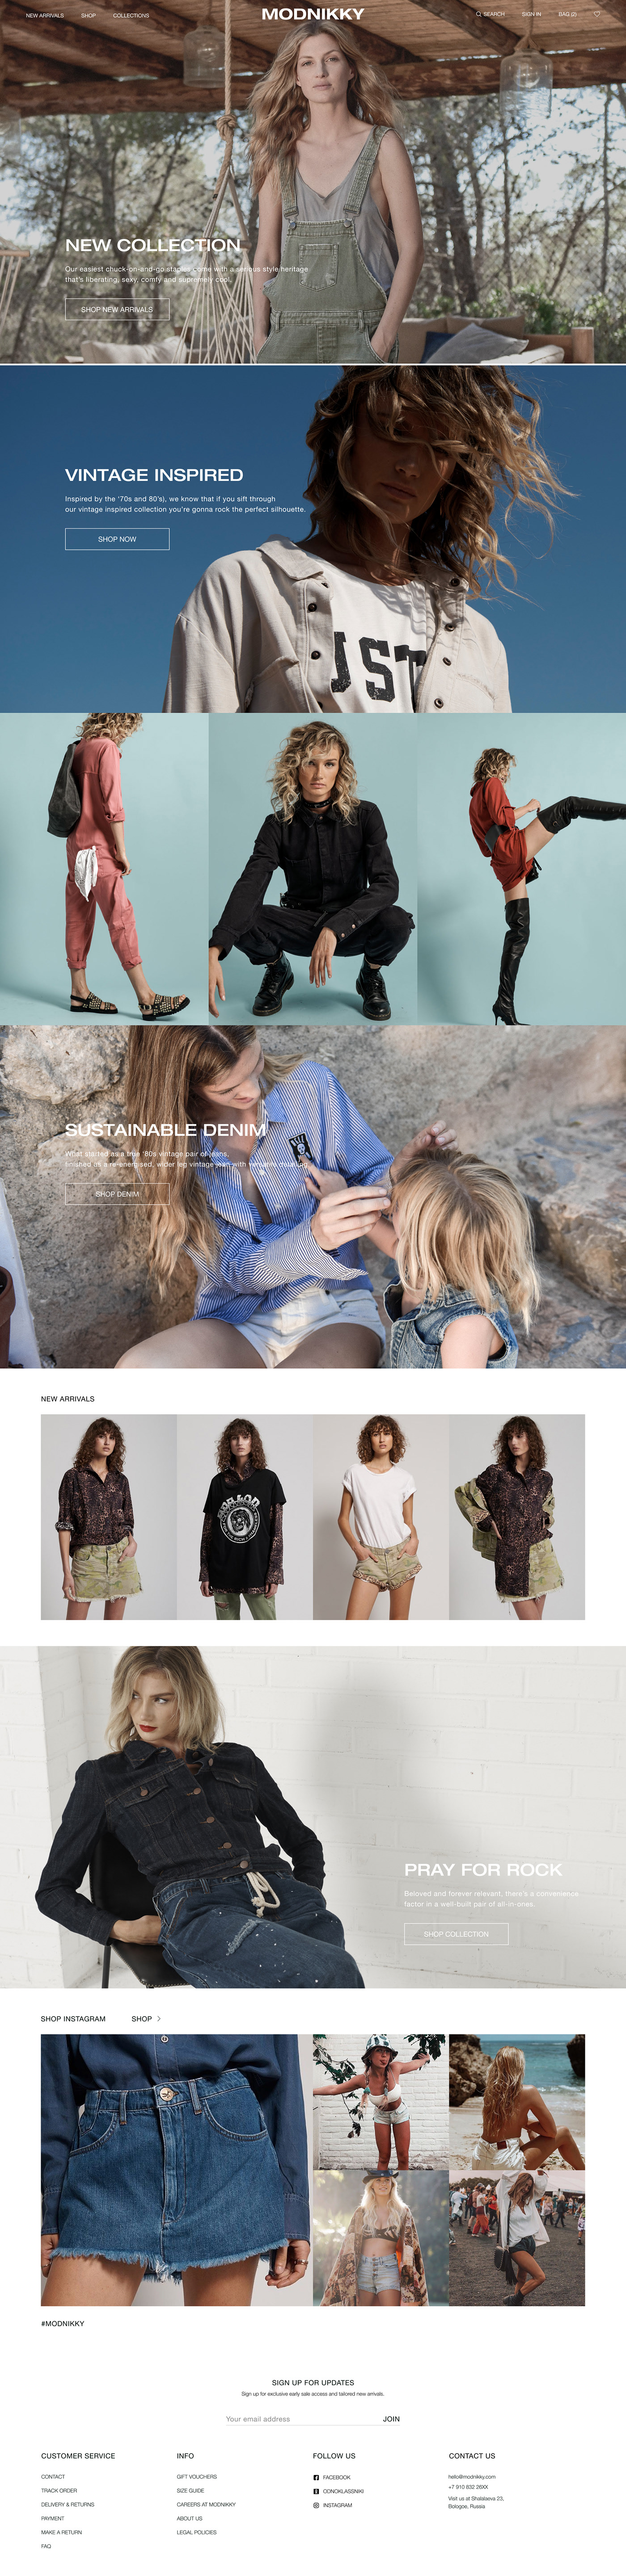 NEW ARRIVALS SHOP COLLECTIONS MODNIKKY SEARCH SIGN IN BAG (2)
NEW COLLECTION
Our easiest chuck-on-and-go staples come with a serious style heritage
that's liberating, sexy, comfy and supremely cool.
SHOP NEW ARRIVALS
VINTAGE INSPIRED
Inspired by the '70s and 80's), we know that if you sift through
our vintage inspired collection you're gonna rock the perfect silhouette.
SHOP NOW
UST
SUSTAINABLE DENIM
What started as a true '80s vintage pair of jeans,
finished as a re-energised, wider leg vintage jean with versatile detailing.
SHOP DENIM
NEW ARRIVALS
PRAY FOR ROCK
Beloved and forever relevant, there's a convenience
factor in a well-built pair of all-in-ones.
SHOP COLLECTION
SHOP INSTAGRAM SHOP
#MODNIKKY
SIGN UP FOR UPDATES
Sign up for exclusive early sale access and tailored new arrivals.
Your email address JOIN
CUSTOMER SERVICE
CONTACT
TRACK ORDER
DELIVERY & RETURNS
PAYMENT
MAKE A RETURN
FAQ
INFO
GIFT VOUCHERS
SIZE GUIDE
CAREERS AT MODNIKKY
ABOUT US
LEGAL POLICIES
FOLLOW US
FACEBOOK
ODNOKLASSNIKI
INSTAGRAM
CONTACT US
hello@modnikky.com
+7 910 832 26XX
Visit us at Shalalaeva 23,
Bologoe, Russia